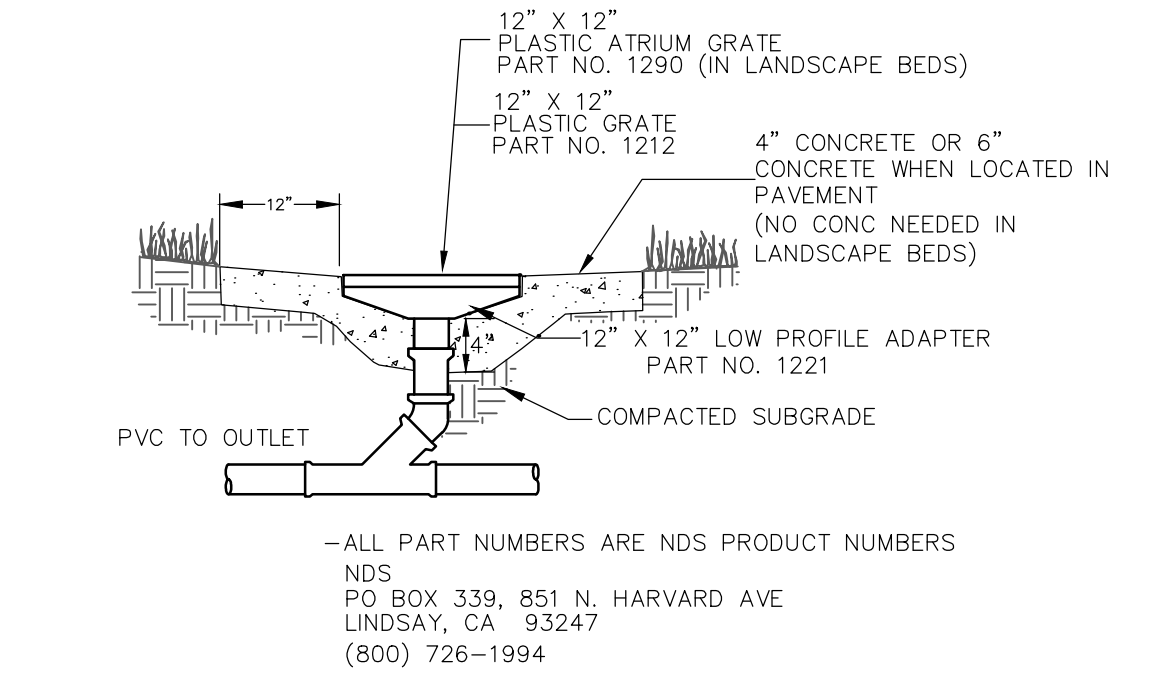 12” X 12”
PLASTIC ATRIUM GRATE
PART NO. 1290 (IN LANDSCAPE BEDS)
12” X 12”
PLASTIC GRATE
PART NO. 1212
4” CONCRETE OR 6”
CONCRETE WHEN LOCATED IN
PAVEMENT
(NO CONC NEEDED IN
LANDSCAPE BEDS)
12”
4”
12” X 12” LOW PROFILE ADAPTER
PART NO. 1221
COMPACTED SUBGRADE
PVC TO OUTLET
–ALL PART NUMBERS ARE NDS PRODUCT NUMBERS
NDS
PO BOX 339, 851 N. HARVARD AVE
LINDSAY, CA 93247
(800) 726–1994